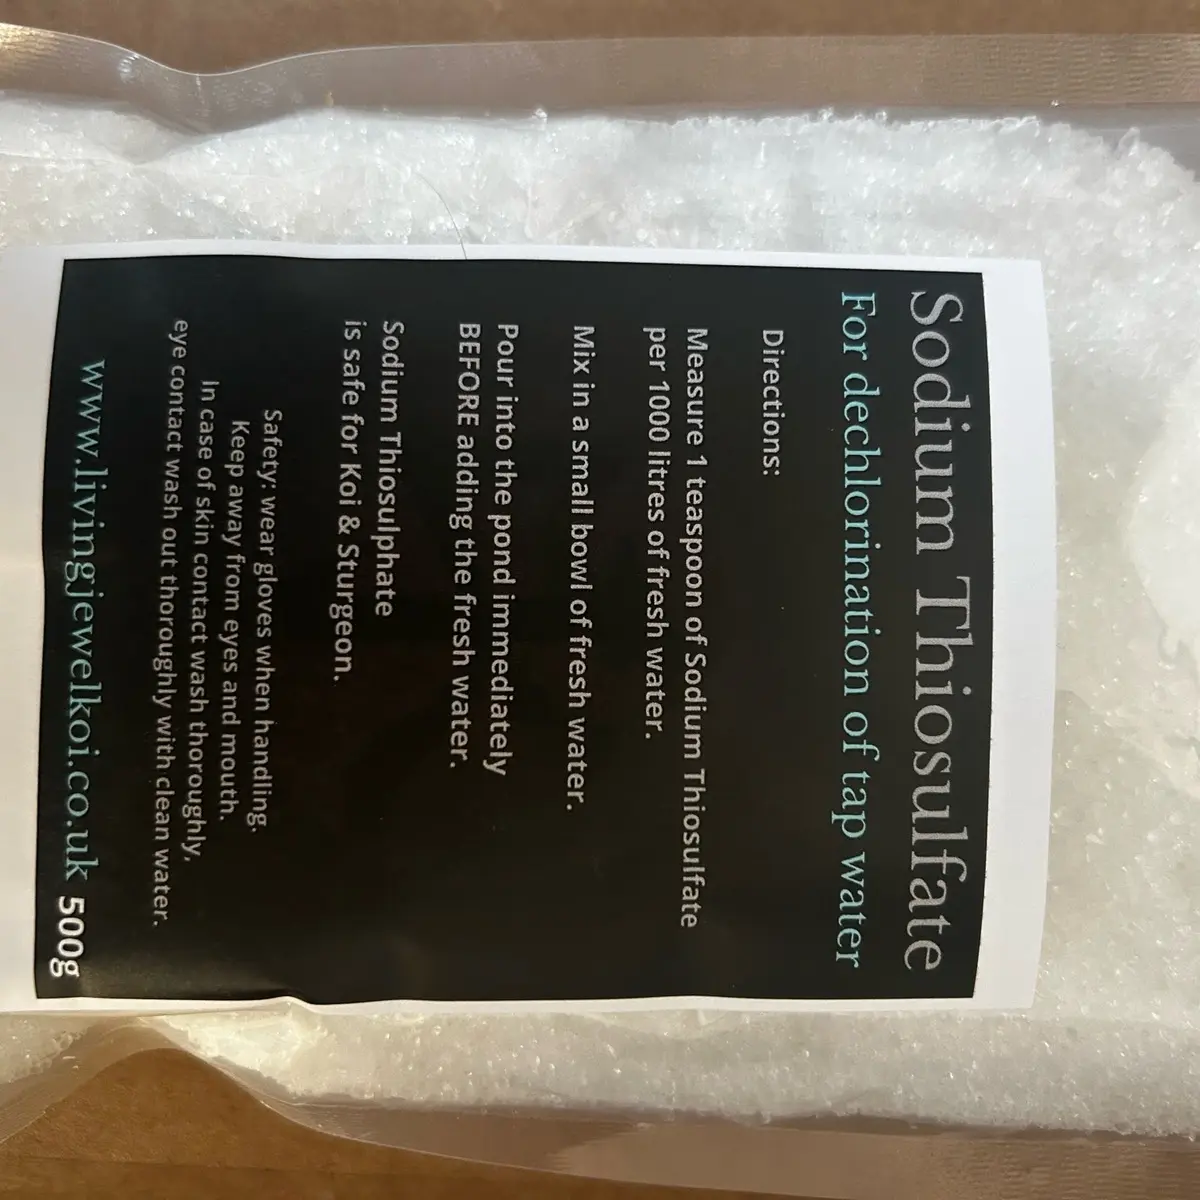 Sodium Thiosulfate
For dechlorination of tap water
Directions:
Measure 1 teaspoon of Sodium Thiosulfate
per 1000 litres of fresh water.
Mix in a small bowl of fresh water.
Pour into the pond immediately
BEFORE adding the fresh water.
Sodium Thiosulphate
is safe for Koi & Sturgeon.
Safety: wear gloves when handling.
Keep away from eyes and mouth.
In case of skin contact wash thoroughly,
eye contact wash out thoroughly with clean water.
www.livingjewelkoi.co.uk 500g